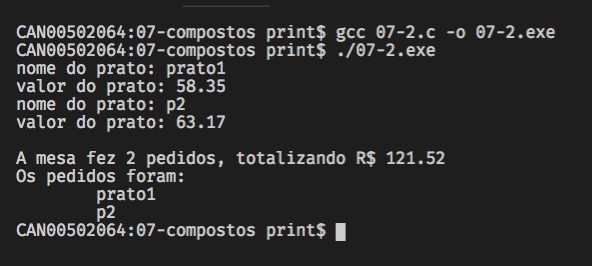 CAN00502064:07-compostos print$ gcc 07-2.c -o 07-2.exe
CAN00502064:07-compostos print$ ./07-2.exe
nome do prato: prato1
valor do prato: 58.35
nome do prato: p2
valor do prato: 63.17
A mesa fez 2 pedidos, totalizando R$ 121.52
Os pedidos foram:
prato1
p2
CAN00502064:07-compostos print$